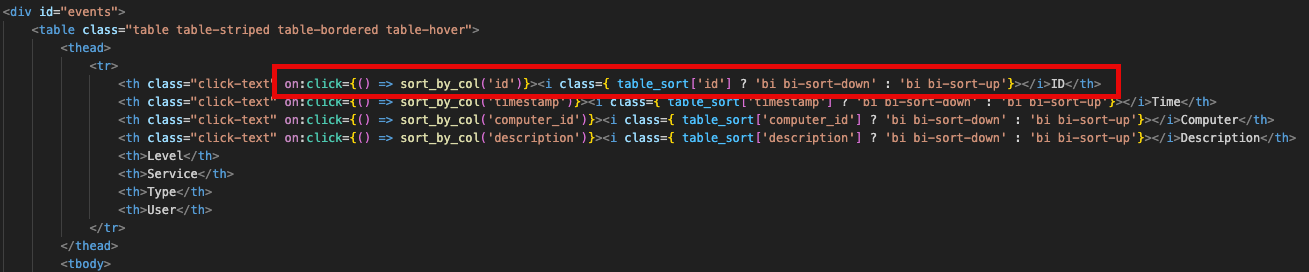 <div id="events">
<table class="table table-striped table-bordered table-hover">
<thead>
<tr>
<th class="click-text" on:click={() => sort_by_col('id')}><i class={ table_sort['id'] ? 'bi bi-sort-down' : 'bi bi-sort-up'}></i>ID</th>
<th class="click-text" on:click={() => sort_by_col('timestamp')}><i class={ table_sort['timestamp'] ? 'bi bi-sort-down' : 'bi bi-sort-up'}></i>Time</th>
<th class="click-text" on:click={() => sort_by_col('computer_id')}><i class={ table_sort['computer_id'] ? 'bi bi-sort-down' : 'bi bi-sort-up'}></i>Computer</th>
<th class="click-text" on:click={() => sort_by_col('description')}><i class={ table_sort['description'] ? 'bi bi-sort-down' : 'bi bi-sort-up'}></i>Description</th>
<th>Level</th>
<th>Service</th>
<th>Type</th>
<th>User</th>
</tr>
</thead>
<tbody>